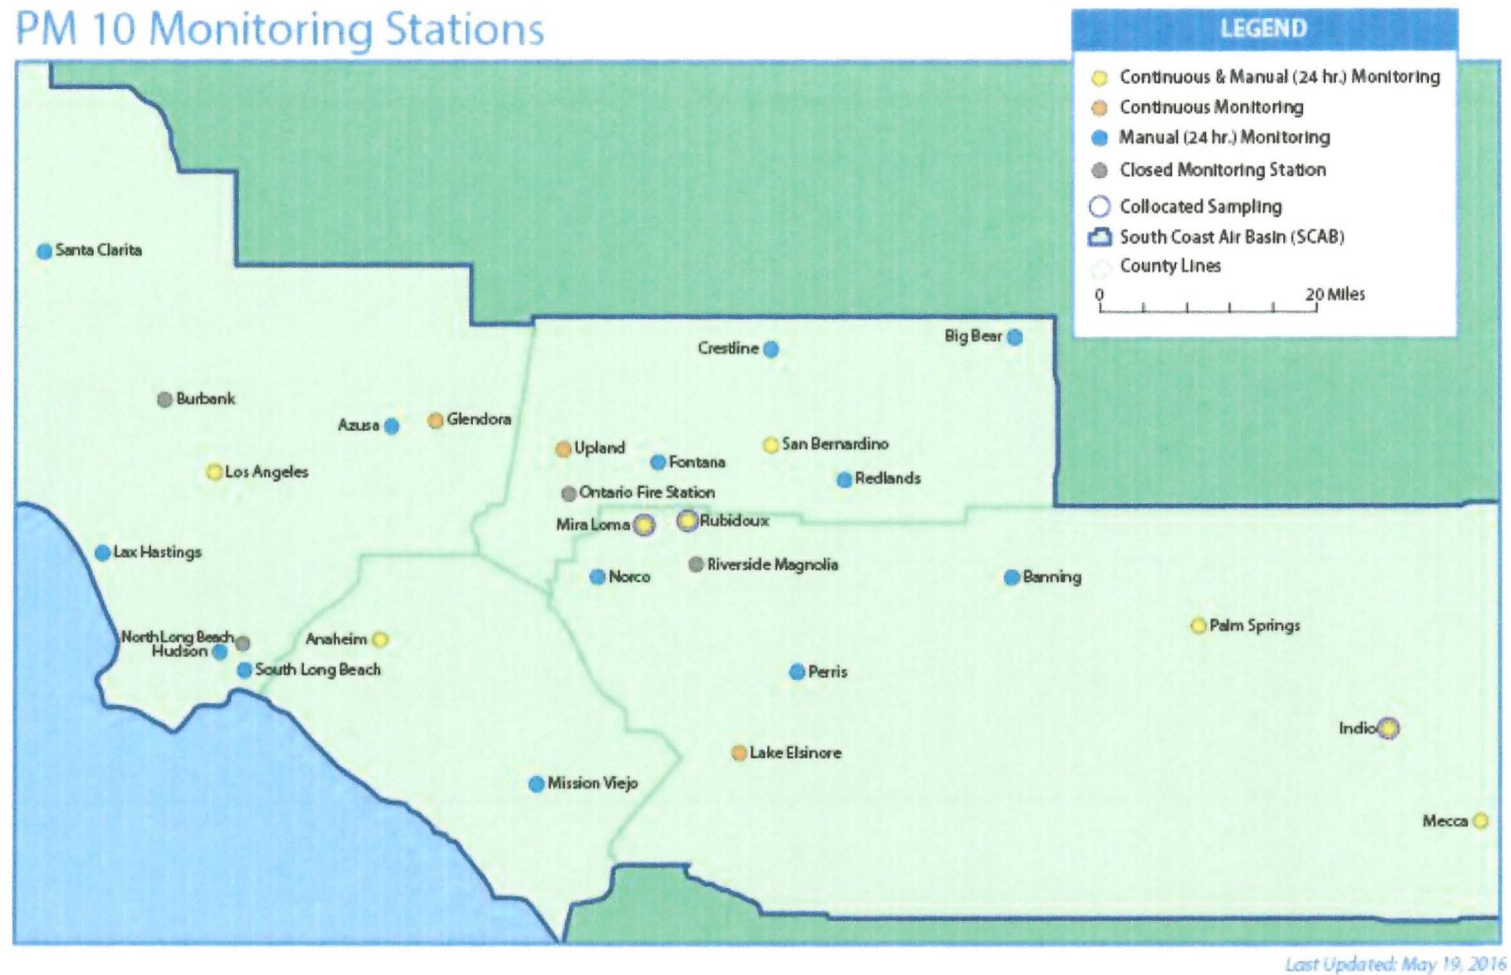 PM 10 Monitoring Stations
LEGEND
Continuous & Manual (24 hr.) Monitoring
Continuous Monitoring
Manual (24 hr.) Monitoring
Closed Monitoring Station
Collocated Sampling
South Coast Air Basin (SCAB)
County Lines
0 20 Miles
Santa Clarita
Big Bear
Crestline
Burbank
Azusa
Glendora
Upland
San Bernardino
Fontana
Los Angeles
Redlands
Ontario Fire Station
Mira Loma
Rubidoux
Lax Hastings
Riverside Magnolia
Norco
Banning
Palm Springs
North Long Beach
Anaheim
Hudson
South Long Beach
Perris
Indio
Lake Elsinore
Mission Viejo
Mecca
Last Updated: May 19, 2016